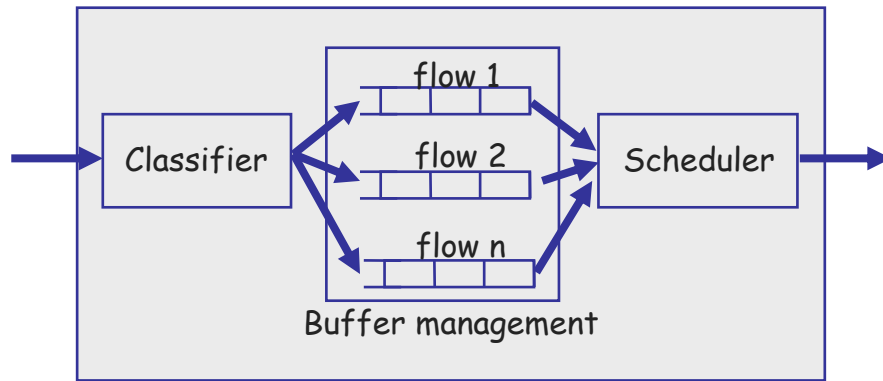 flow 1
Classifier
flow 2
Scheduler
flow n
Buffer management